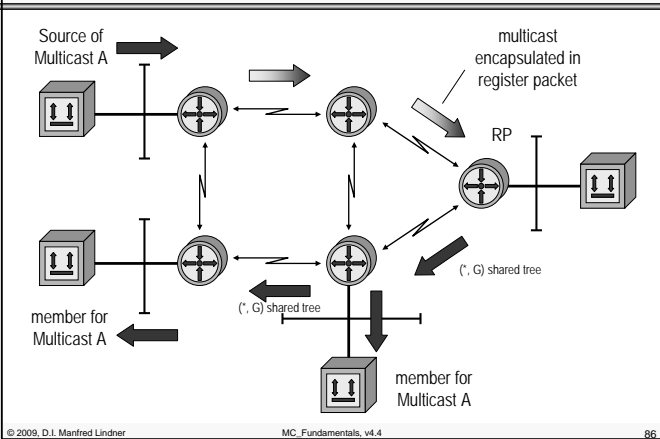 Source of
Multicast A
multicast
encapsulated in
register packet
RP
(*, G) shared tree
(*, G) shared tree
member for
Multicast A
member for
Multicast A
© 2009, D.I. Manfred Lindner
MC_Fundamentals, v4.4
86